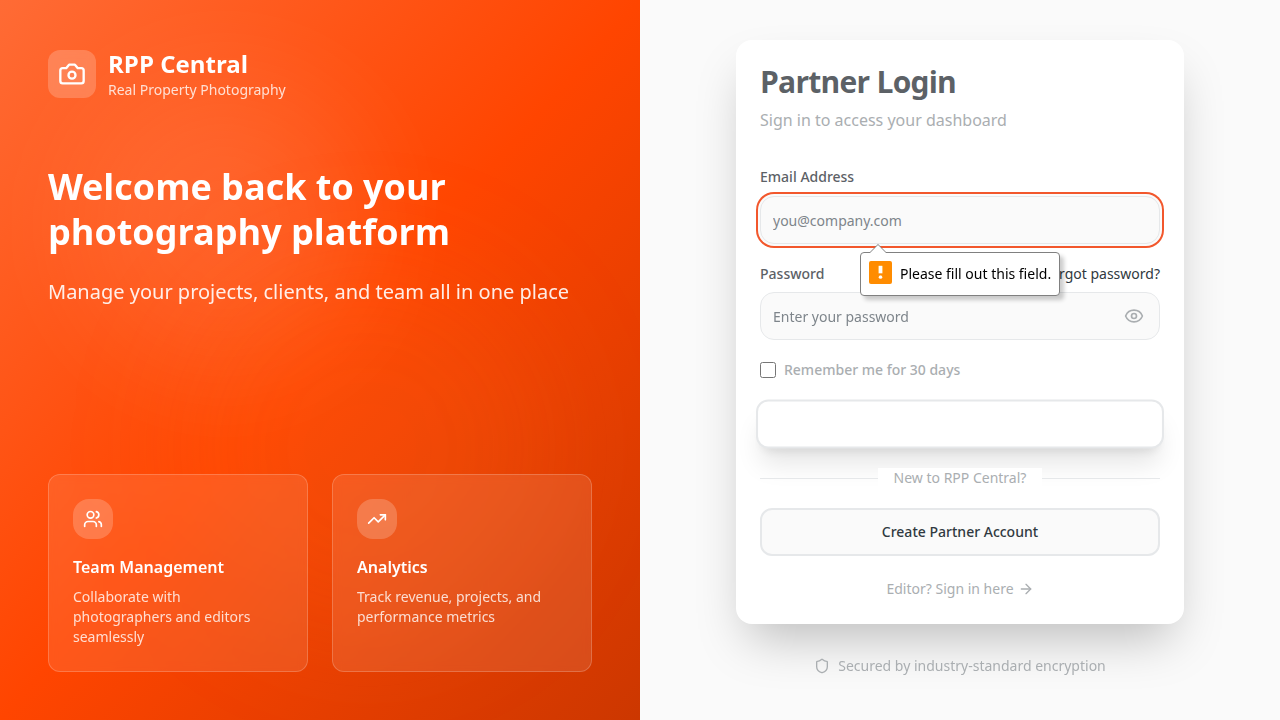 RPP Central
Real Property Photography
Welcome back to your
photography platform
Manage your projects, clients, and team all in one place
Team Management
Collaborate with
photographers and editors
seamlessly
Analytics
Track revenue, projects, and
performance metrics
Partner Login
Sign in to access your dashboard
Email Address
you@company.com
Please fill out this field.
Password
rgot password?
Enter your password
Remember me for 30 days
New to RPP Central?
Create Partner Account
Editor? Sign in here
Secured by industry-standard encryption